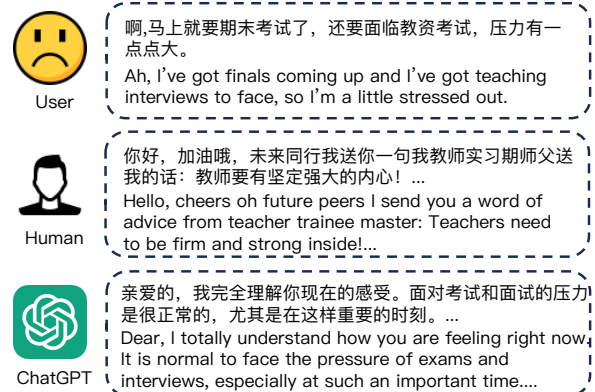 啊,马上就要期末考试了，还要面临教资考试，压力有一
点点大。
Ah, I've got finals coming up and I've got teaching
interviews to face, so I'm a little stressed out.
User
你好，加油哦，未来同行我送你一句我教师实习期师父送
我的话：教师要有坚定强大的内心！...
Hello, cheers oh future peers I send you a word of
advice from teacher trainee master: Teachers need
to be firm and strong inside!...
Human
亲爱的，我完全理解你现在的感受。面对考试和面试的压力
是很正常的，尤其是在这样重要的时刻。...
Dear, I totally understand how you are feeling right now.
It is normal to face the pressure of exams and
interviews, especially at such an important time....
ChatGPT